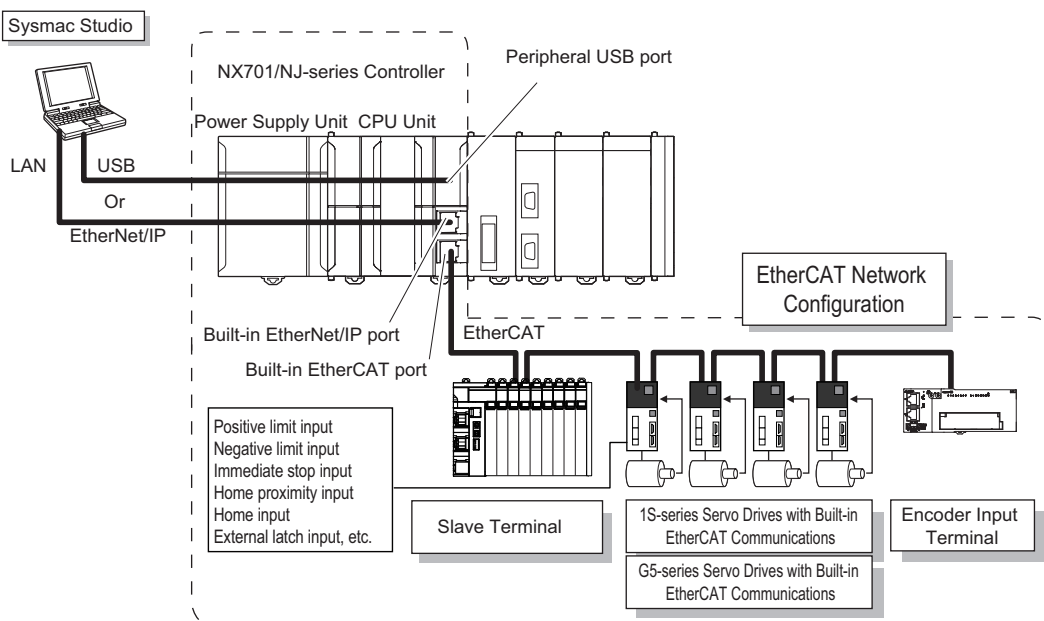 Sysmac Studio
NX701/NJ-series Controller
Peripheral USB port
Power Supply Unit CPU Unit
LAN
USB
Or
EtherNet/IP
EtherCAT Network
Configuration
Built-in EtherNet/IP port
EtherCAT
Built-in EtherCAT port
Positive limit input
Negative limit input
Immediate stop input
Home proximity input
Home input
External latch input, etc.
Slave Terminal
1S-series Servo Drives with Built-in
EtherCAT Communications
G5-series Servo Drives with Built-in
EtherCAT Communications
Encoder Input
Terminal